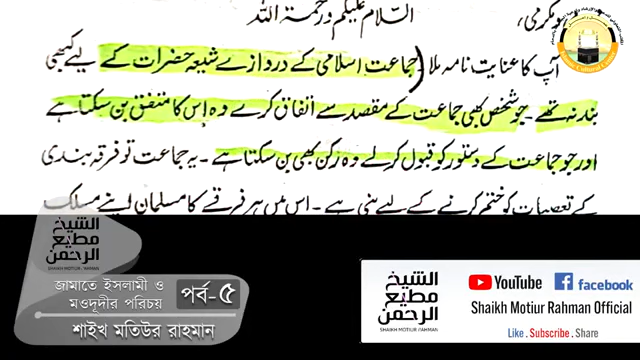 السّلام علیکم ورحمۃ اللہ
آپ کا عنایت نامہ ملا (جماعت اسلامی کے دروازے شیعہ حضرات کے لیے کبھی
بند نہ تھے۔ جو شخص بھی جماعت کے مقصد سے اتفاق کرے وہ اس کا متفق بن سکتا ہے
اور جو جماعت کے دستور کو قبول کرلے وہ رکن بھی بن سکتا ہے۔ یہ جماعت تو فرقہ بندی
کے تعصبات کو ختم کرنے کے لیے بنی ہے۔ اس میں ہر فرقے کا مسلمان اپنے مسلک
الشيخ
مطيع
الرحمن
SHAIKH MOTIUR RAHMAN
জামাতে ইসলামী ও
মওদূদীর পরিচয়
পর্ব-৫
শাইখ মতিউর রাহমান
الشيخ
مطيع
الرحمن
SHAIKH MOTIUR RAHMAN
YouTube facebook
Shaikh Motiur Rahman Official
Like . Subscribe . Share